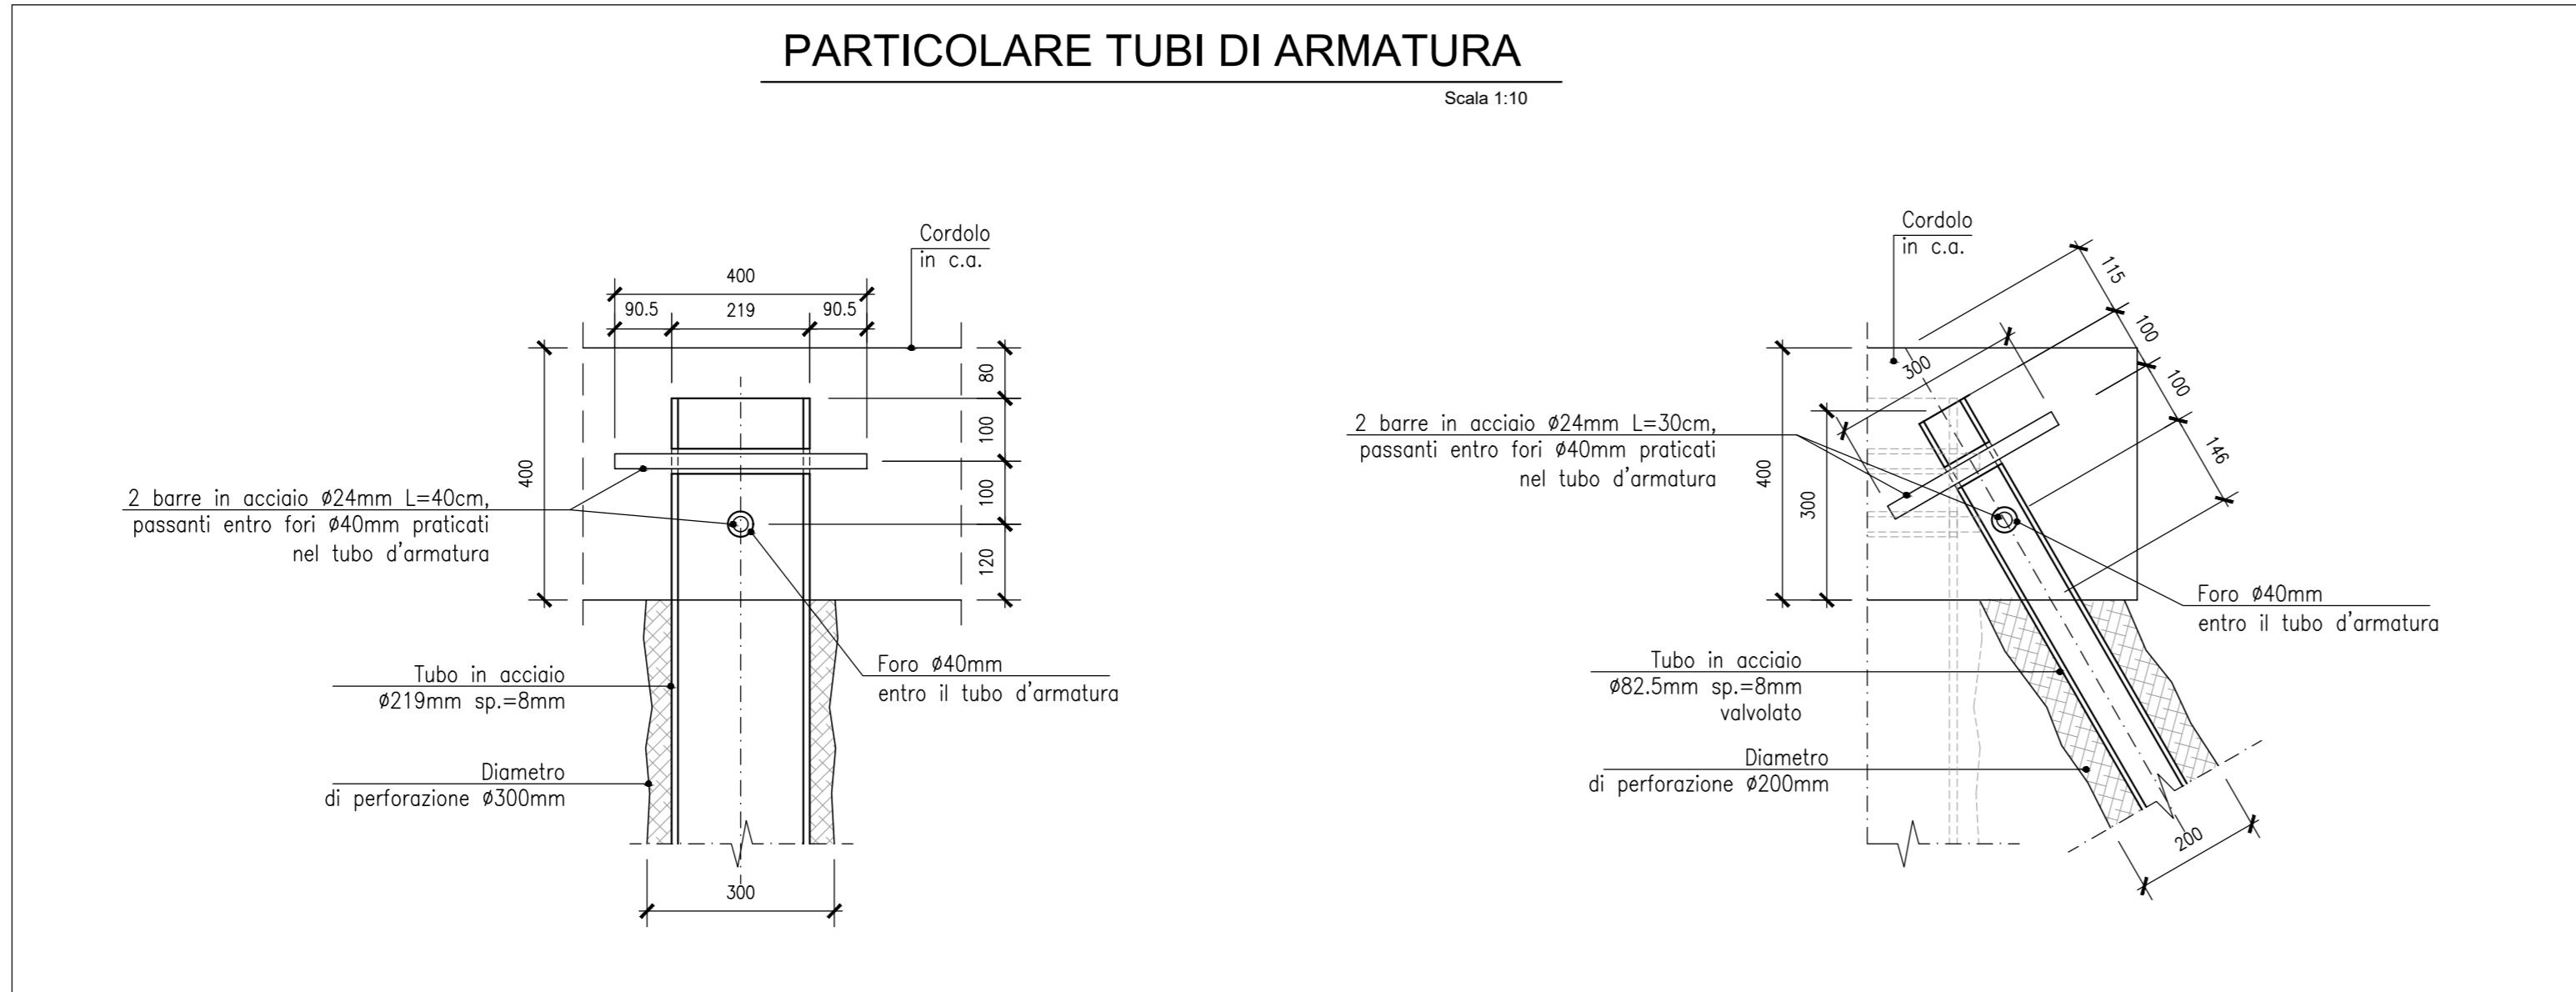 PARTICOLARE TUBI DI ARMATURA
Scala 1:10
Cordolo
in c.a.
400
90.5
219
90.5
80
100
100
120
400
2 barre in acciaio ø24mm L=40cm,
passanti entro fori ø40mm praticati
nel tubo d'armatura
Tubo in acciaio
ø219mm sp.=8mm
Foro ø40mm
entro il tubo d'armatura
Diametro
di perforazione ø300mm
300
Cordolo
in c.a.
115
100
100
146
300
400
300
2 barre in acciaio ø24mm L=30cm,
passanti entro fori ø40mm praticati
nel tubo d'armatura
Foro ø40mm
entro il tubo d'armatura
Tubo in acciaio
ø82.5mm sp.=8mm
valvolato
Diametro
di perforazione ø200mm
200